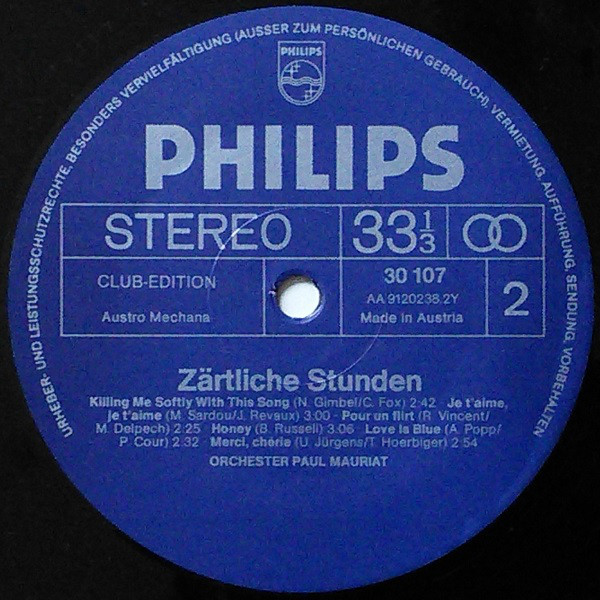 URHEBER- UND LEISTUNGSSCHUTZRECHTE, BESONDERS VERVIELFÄLTIGUNG (AUSSER ZUM PERSÖNLICHEN GEBRAUCH), VERMIETUNG, AUFFÜHRUNG, SENDUNG, VORBEHALTEN
PHILIPS
PHILIPS
STEREO 33 1/3
CLUB-EDITION 30 107
AA 9120238.2Y 2
Austro Mechana Made in Austria
Zärtliche Stunden
Killing Me Softly With This Song (N. Gimbel/C. Fox) 2:42 · Je t'aime,
je t'aime (M. Sardou/J. Revaux) 3:00 · Pour un flirt (R. Vincent/
M. Delpech) 2:25 · Honey (B. Russell) 3:06 · Love is Blue (A. Popp/
P. Cour) 2:32 · Merci, chérie (U. Jürgens/T. Hoerbiger) 2:54
ORCHESTER PAUL MAURIAT